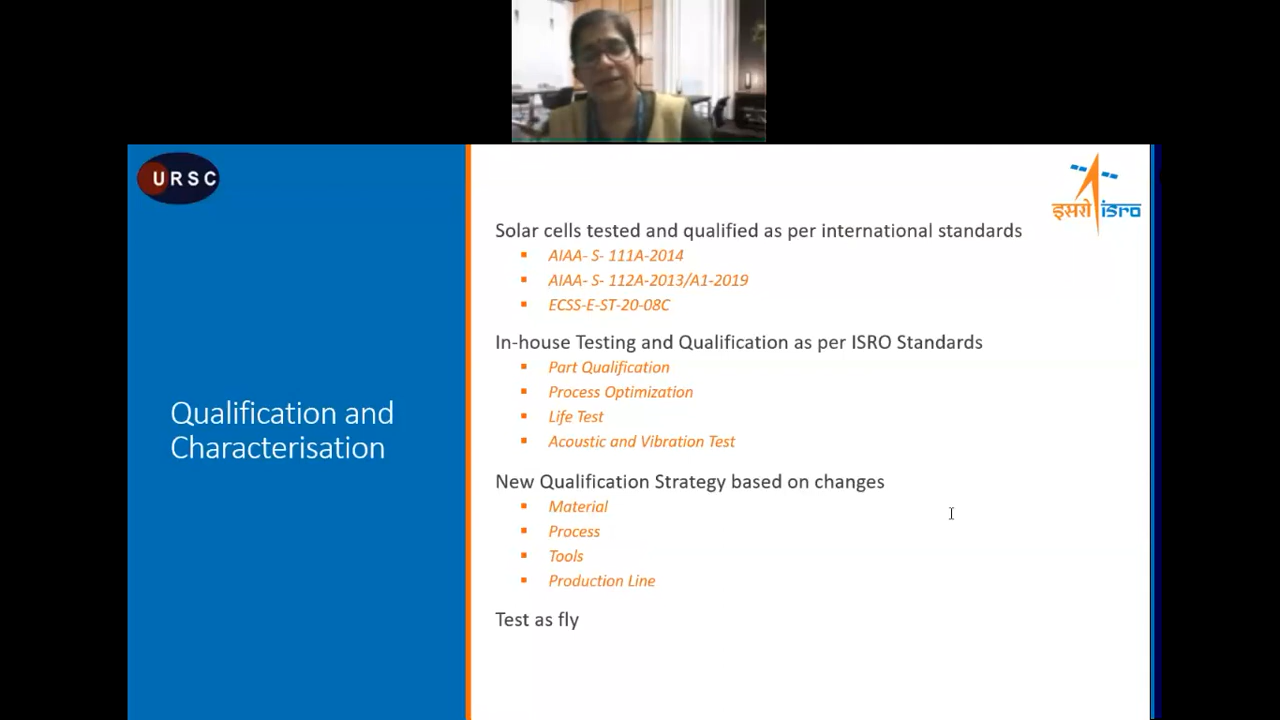 URSC
इसरो isro
Solar cells tested and qualified as per international standards
AIAA- S- 111A-2014
AIAA- S- 112A-2013/A1-2019
ECSS-E-ST-20-08C
In-house Testing and Qualification as per ISRO Standards
Part Qualification
Process Optimization
Life Test
Acoustic and Vibration Test
Qualification and
Characterisation
New Qualification Strategy based on changes
Material
Process
Tools
Production Line
Test as fly